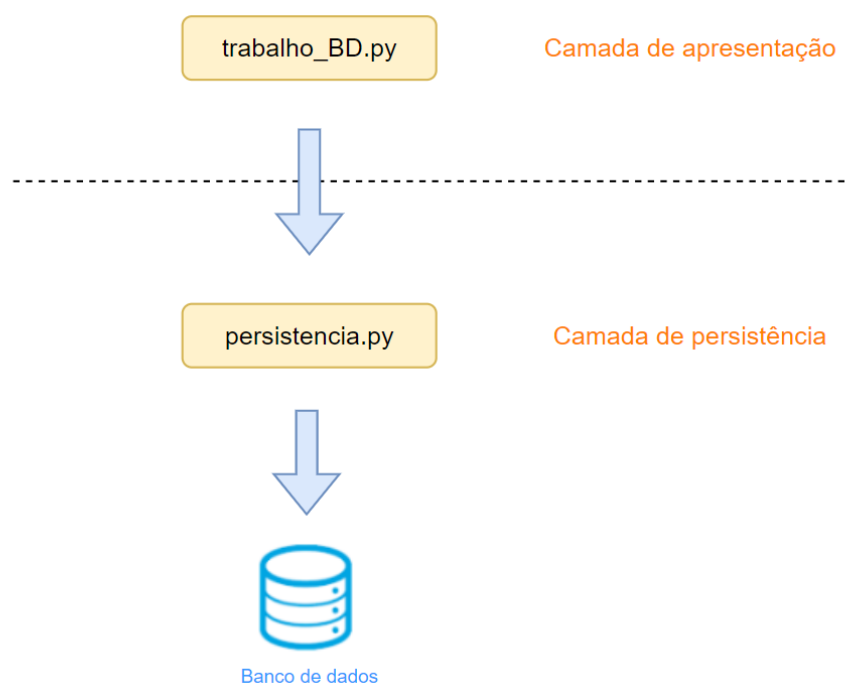 trabalho_BD.py
Camada de apresentação
persistencia.py
Camada de persistência
Banco de dados